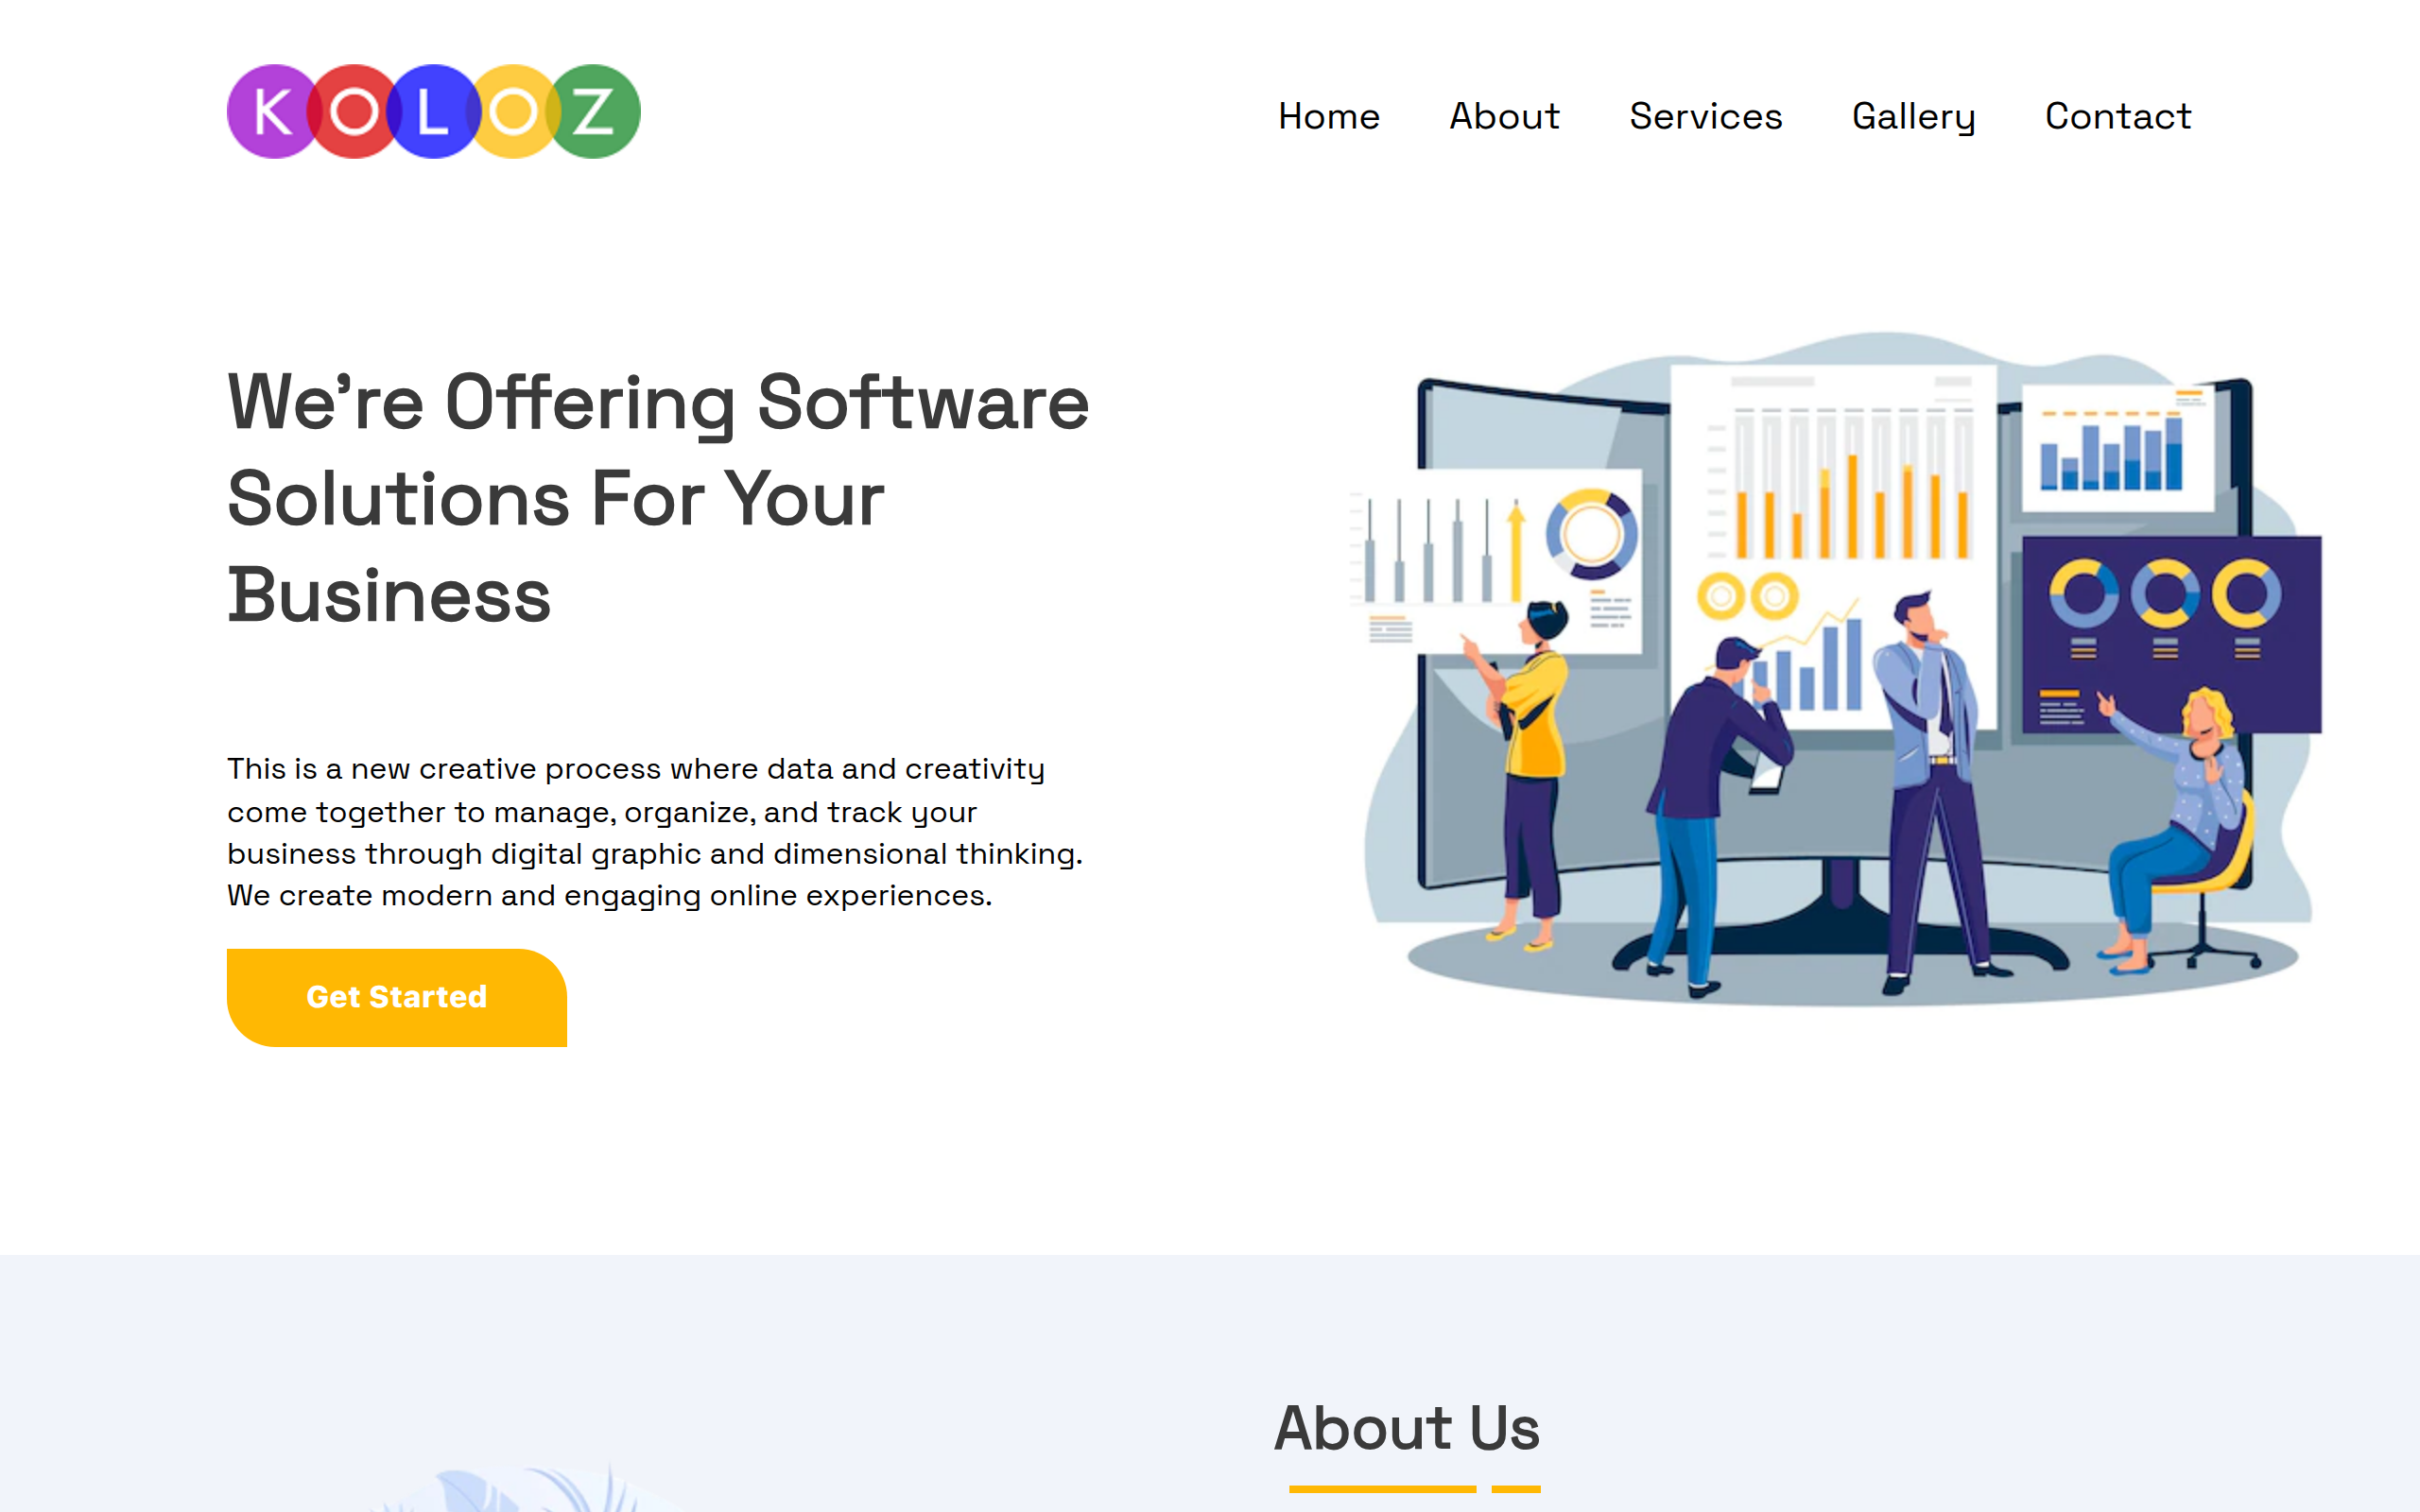 KOLOZ
Home About Services Gallery Contact
We’re Offering Software
Solutions For Your
Business
This is a new creative process where data and creativity
come together to manage, organize, and track your
business through digital graphic and dimensional thinking.
We create modern and engaging online experiences.
Get Started
About Us